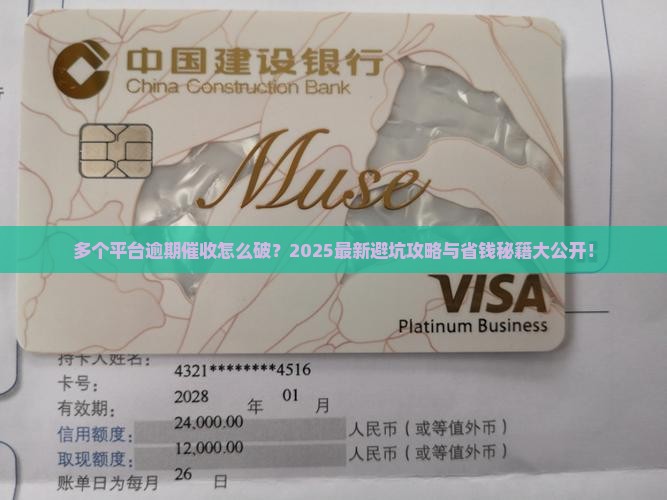 中国建设银行
China Construction Bank
Muse
多个平台逾期催收怎么破？2025最新避坑攻略与省钱秘籍大公开！
VISA
Platinum Business
持卡人姓名：
卡号： 4321********4516
有效期： 2028 年 01 月
信用额度： 24,000.00 人民币（或等值外币）
取现额度： 12,000.00 人民币（或等值外币）
账单日为每月 26 日